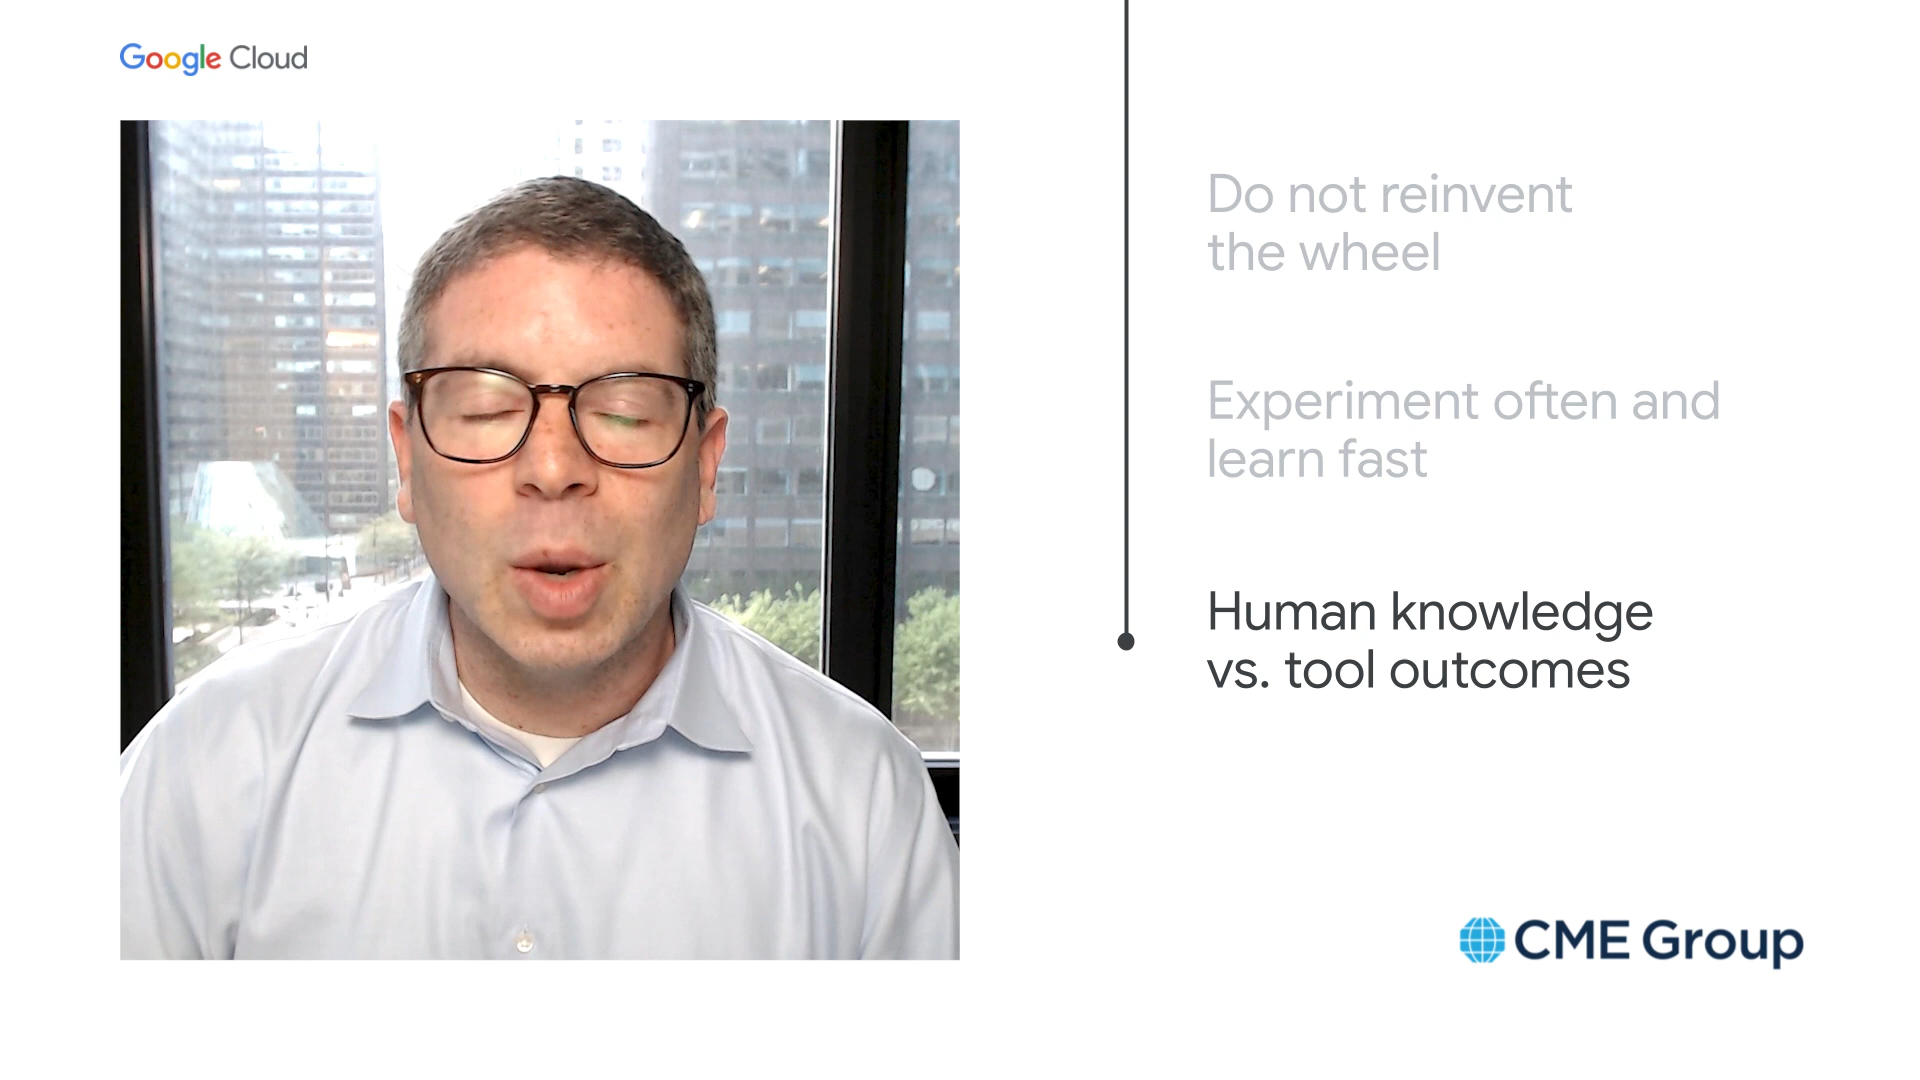 Google Cloud
Do not reinvent
the wheel
Experiment often and
learn fast
Human knowledge
vs. tool outcomes
CME Group